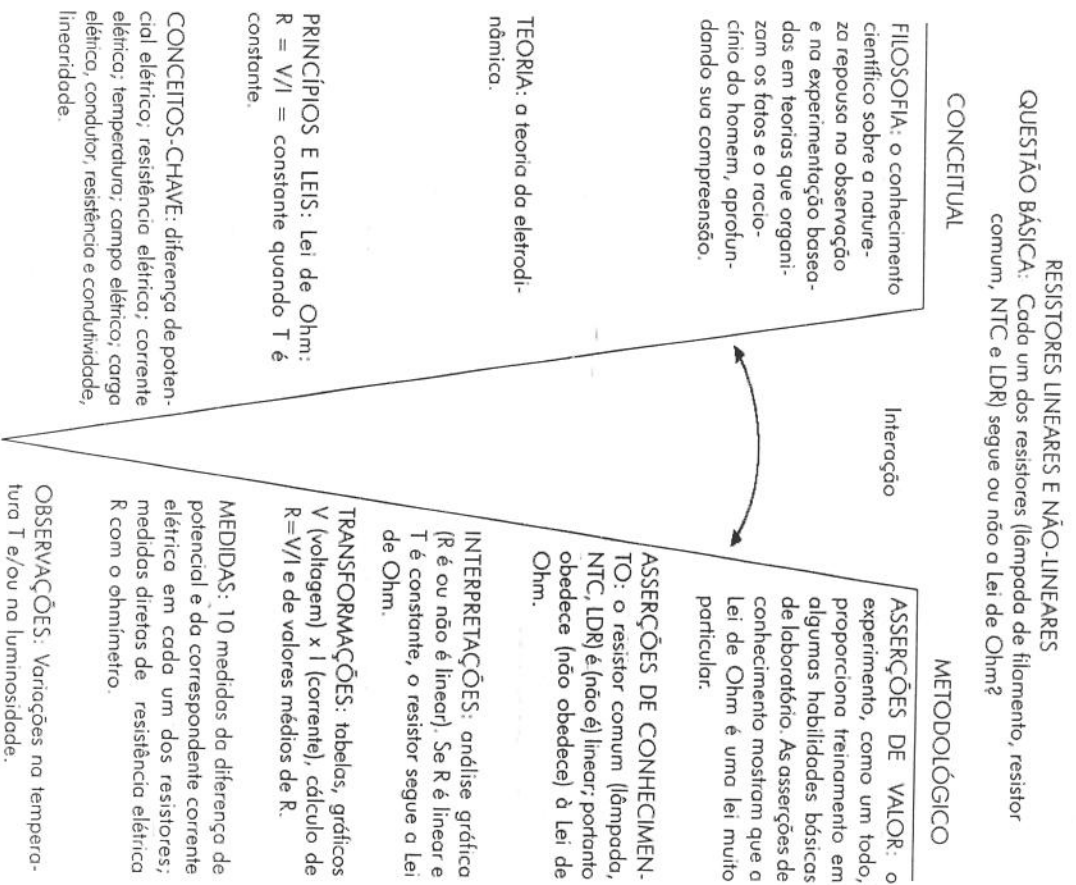 RESISTORES LINEARES E NÃO-LINEARES
QUESTÃO BÁSICA: Cada um dos resistores (lâmpada de filamento, resistor
comum, NTC e LDR) segue ou não a Lei de Ohm?
CONCEITUAL
FILOSOFIA: o conhecimento
científico sobre a nature-
za repousa na observação
e na experimentação basea-
das em teorias que organi-
zam os fatos e o racio-
cínio do homem, aprofun-
dando sua compreensão.
TEORIA: a teoria da eletrodi-
nâmica.
PRINCÍPIOS E LEIS: Lei de Ohm:
R = V/I = constante quando T é
constante.
CONCEITOS-CHAVE: diferença de poten-
cial elétrico; resistência elétrica; corrente
elétrica; temperatura; campo elétrico; carga
elétrico, condutor, resistência e condutividade,
linearidade.
Interação
METODOLÓGICO
ASSERÇÕES DE VALOR: o
experimento, como um todo,
proporciona treinamento em
algumas habilidades básicas
de laboratório. As asserções de
conhecimento mostram que a
Lei de Ohm é uma lei muito
particular.
ASSERÇÕES DE CONHECIMEN-
TO: o resistor comum (lâmpada,
NTC, LDR) é (não é) linear; portanto
obedece (não obedece) à Lei de
Ohm.
INTERPRETAÇÕES: análise gráfica
(R é ou não é linear). Se R é linear e
T é constante, o resistor segue a Lei
de Ohm.
TRANSFORMAÇÕES: tabelas, gráficos
V (voltagem) x I (corrente), cálculo de
R=V/I e de valores médios de R.
MEDIDAS: 10 medidas da diferença de
potencial e da correspondente corrente
elétrica em cada um dos resistores;
medidas diretas de resistência elétrica
R com o ohmímetro.
OBSERVAÇÕES: Variações na tempera-
tura T e/ou na luminosidade.